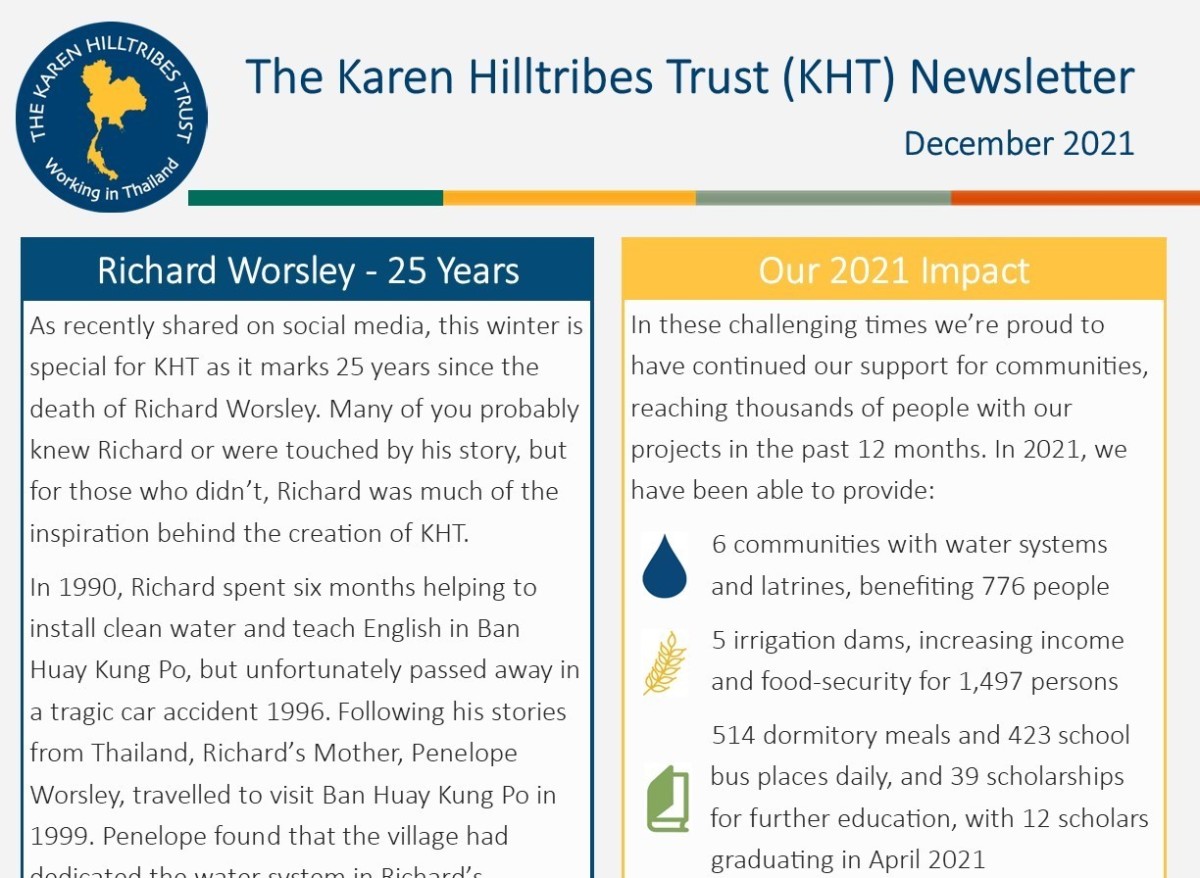 THE KAREN HILLTRIBES TRUST
Working in Thailand
The Karen Hilltribes Trust (KHT) Newsletter
December 2021
Richard Worsley - 25 Years
As recently shared on social media, this winter is
special for KHT as it marks 25 years since the
death of Richard Worsley. Many of you probably
knew Richard or were touched by his story, but
for those who didn’t, Richard was much of the
inspiration behind the creation of KHT.
In 1990, Richard spent six months helping to
install clean water and teach English in Ban
Huay Kung Po, but unfortunately passed away in
a tragic car accident 1996. Following his stories
from Thailand, Richard’s Mother, Penelope
Worsley, travelled to visit Ban Huay Kung Po in
1999. Penelope found that the village had
dedicated the water system in Richard’s
Our 2021 Impact
In these challenging times we’re proud to
have continued our support for communities,
reaching thousands of people with our
projects in the past 12 months. In 2021, we
have been able to provide:
6 communities with water systems
and latrines, benefiting 776 people
5 irrigation dams, increasing income
and food-security for 1,497 persons
514 dormitory meals and 423 school
bus places daily, and 39 scholarships
for further education, with 12 scholars
graduating in April 2021